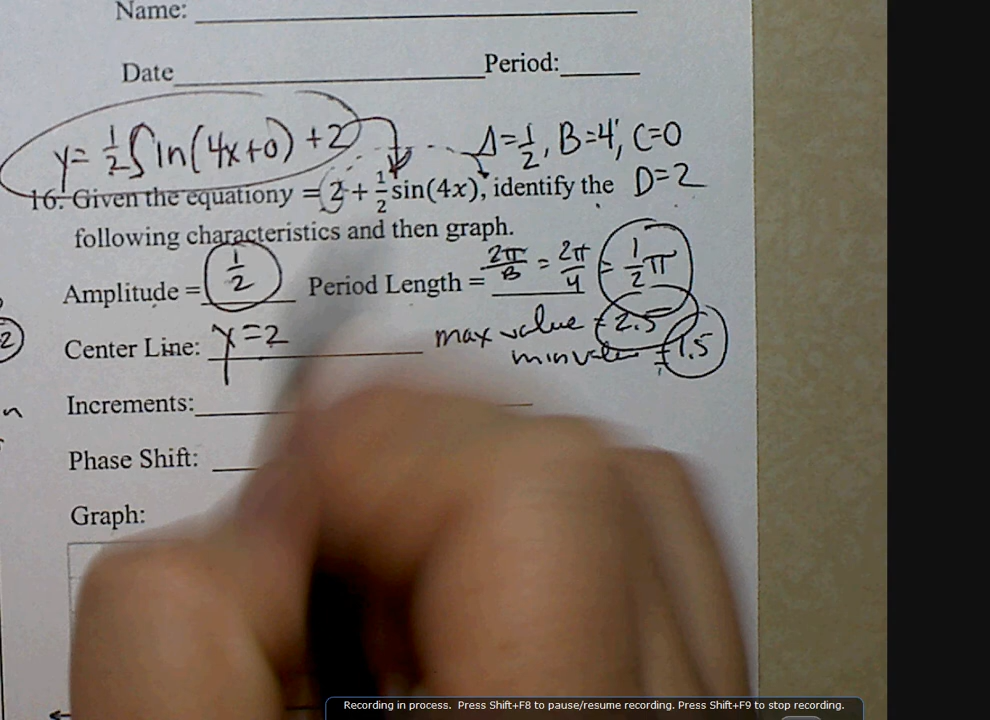 Name:
Date Period:
y= 1/2 Sin(4x+0) +2 A=1/2, B=4, C=0
16. Given the equationy = 2 + 1/2 sin(4x), identify the D=2
following characteristics and then graph.
Amplitude = 1/2 Period Length = 2π/B = 2π/4 = 1/2 π
Center Line: y=2 max value = 2.5
min value = 1.5
Increments:
Phase Shift:
Graph:
Recording in process. Press Shift+F8 to pause/resume recording. Press Shift+F9 to stop recording.